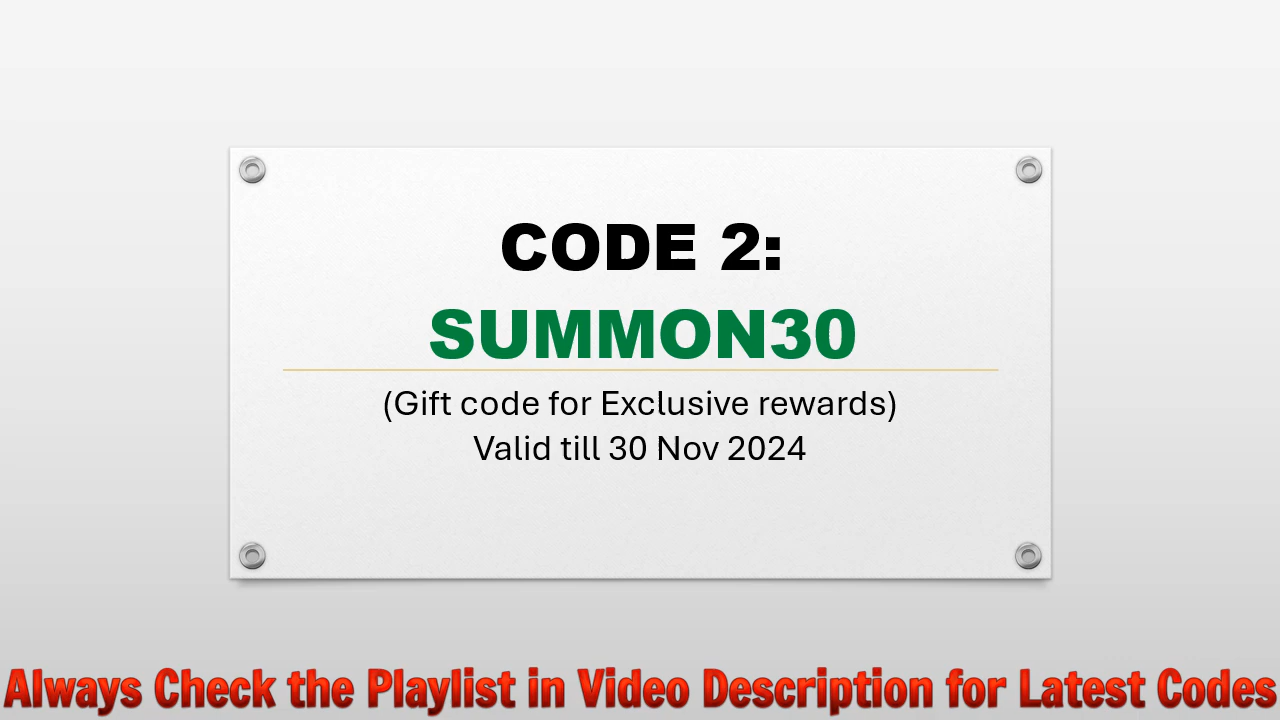 CODE 2:
SUMMON30
(Gift code for Exclusive rewards)
Valid till 30 Nov 2024
Always Check the Playlist in Video Description for Latest Codes